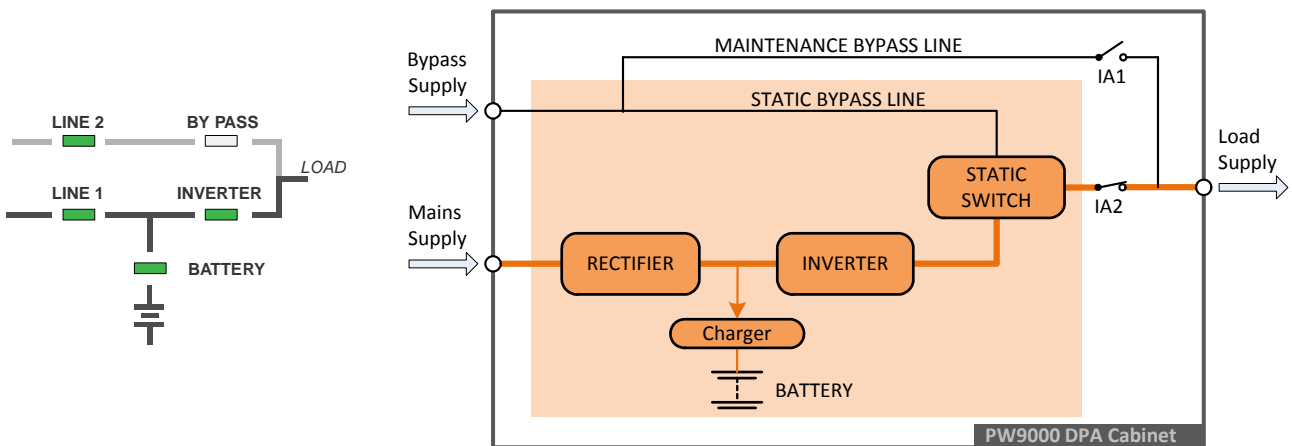 LINE 2
BY PASS
LOAD
LINE 1
INVERTER
BATTERY
Bypass
Supply
MAINTENANCE BYPASS LINE
IA1
STATIC BYPASS LINE
STATIC
SWITCH
IA2
Load
Supply
Mains
Supply
RECTIFIER
INVERTER
Charger
BATTERY
PW9000 DPA Cabinet